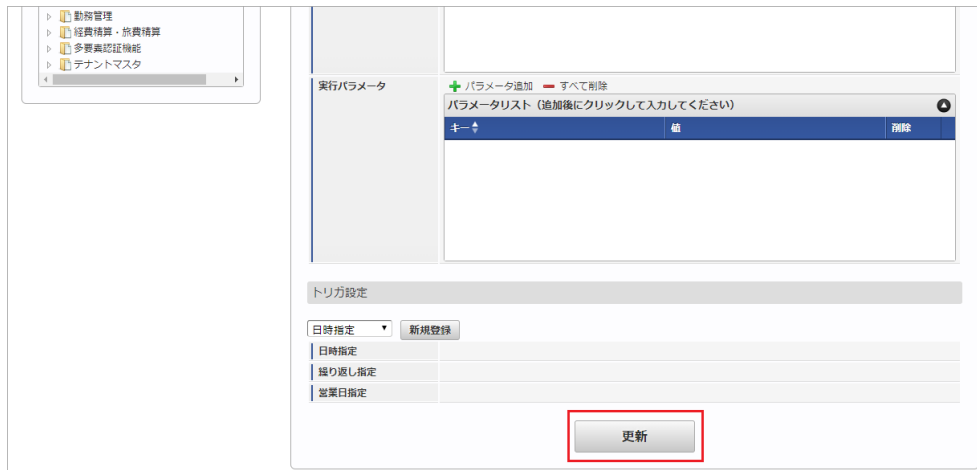 勤務管理
経費精算・旅費精算
多要素認証機能
テナントマスタ
実行パラメータ
パラメータ追加 すべて削除
パラメータリスト（追加後にクリックして入力してください）
キー 値 削除
トリガ設定
日時指定 新規登録
日時指定
繰り返し指定
営業日指定
更新